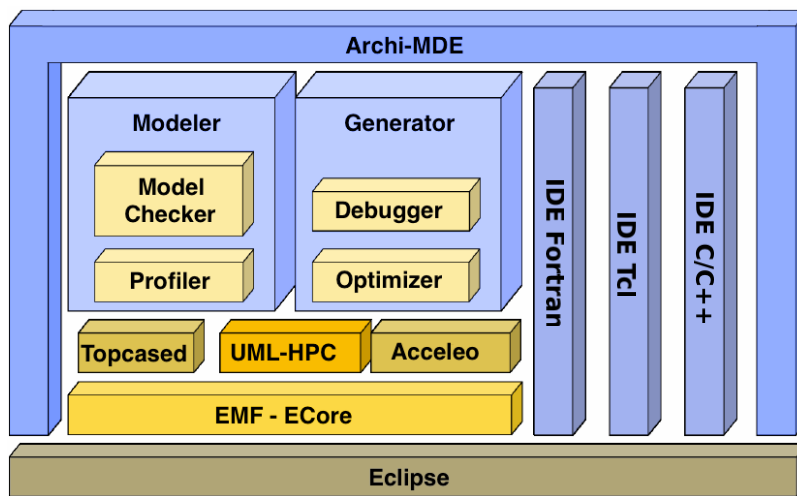 Archi-MDE
Modeler
Generator
Model
Checker
Debugger
Profiler
Optimizer
IDE Fortran
IDE Tcl
IDE C/C++
Topcased
UML-HPC
Acceleo
EMF - ECore
Eclipse